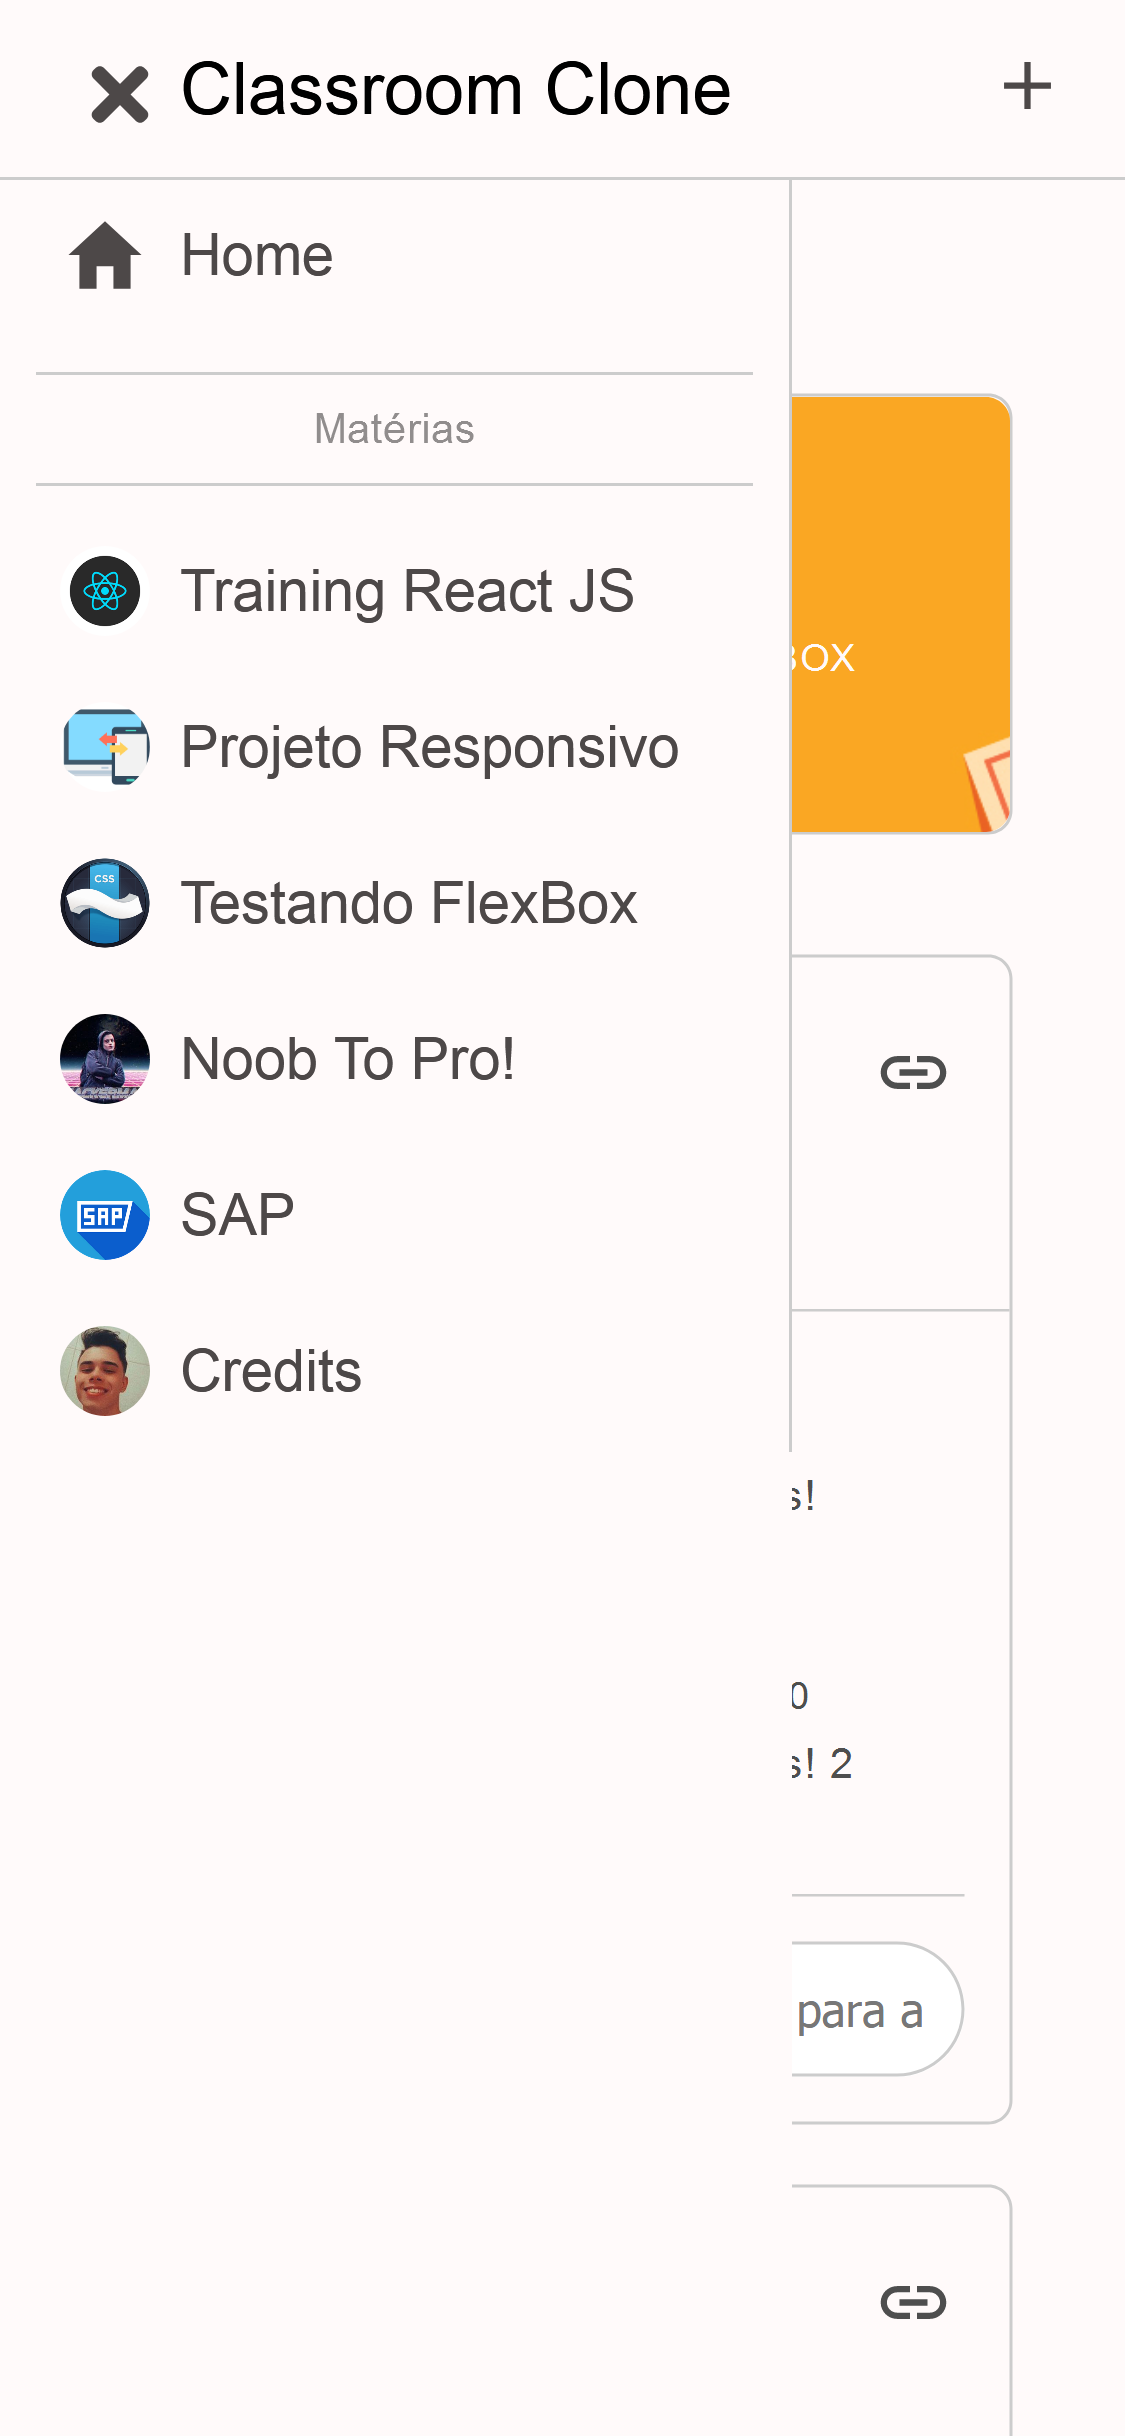 Classroom Clone
Home
Matérias
Training React JS
BOX
Projeto Responsivo
CSS
Testando FlexBox
Noob To Pro!
SAP
SAP
Credits
s!
0
s! 2
para a